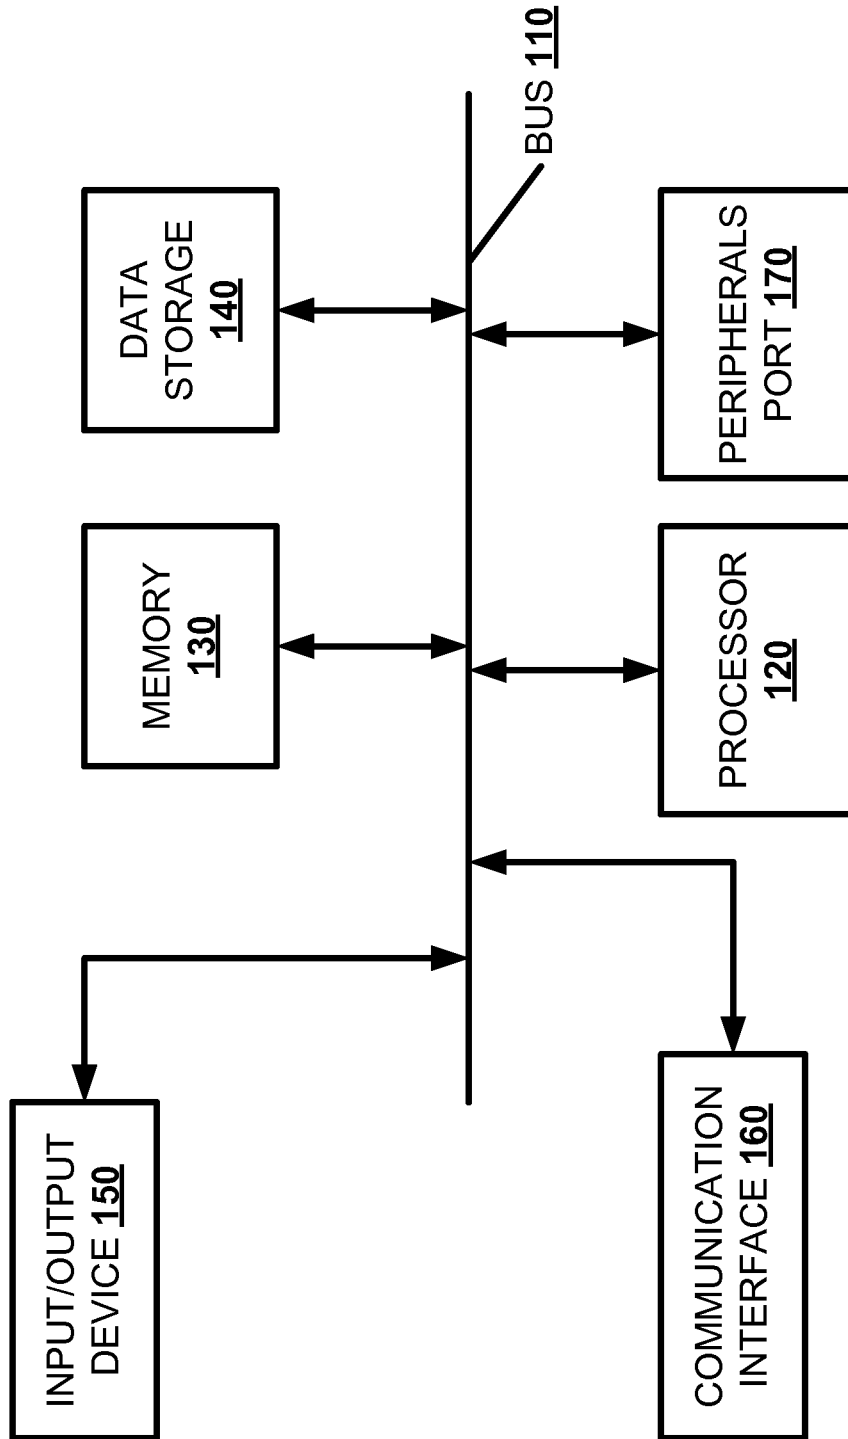 INPUT/OUTPUT
DEVICE 150
MEMORY
130
DATA
STORAGE
140
BUS 110
COMMUNICATION
INTERFACE 160
PROCESSOR
120
PERIPHERALS
PORT 170